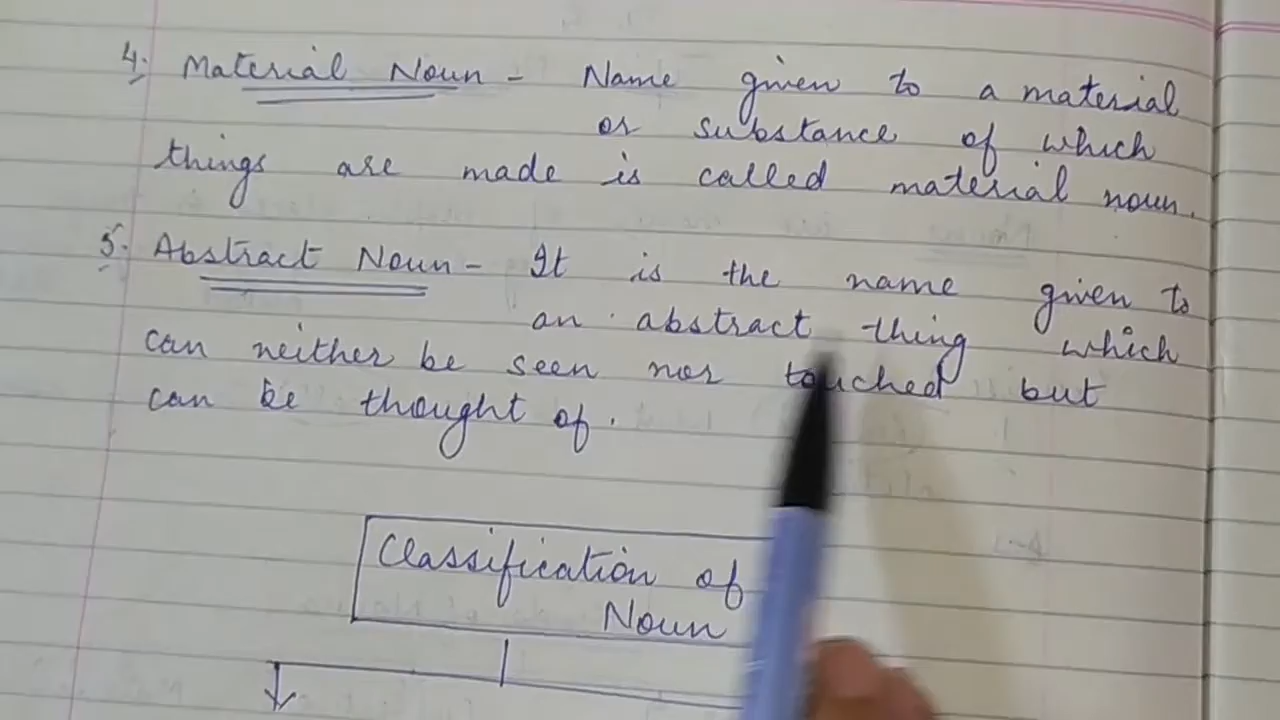 4. Material Noun - Name given to a material
or substance of which
things are made is called material noun.
5. Abstract Noun - It is the name given to
an abstract thing which
can neither be seen nor touched but
can be thought of.
Classification of
Noun